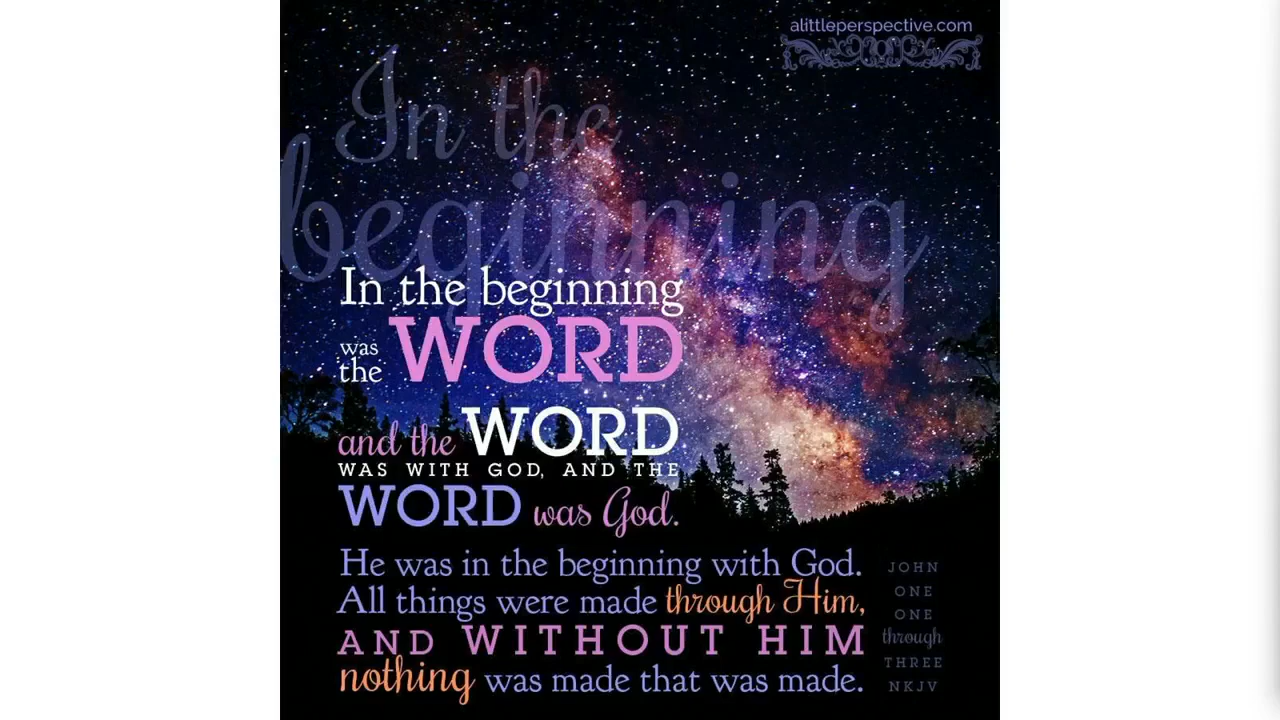 alittleperspective.com
In the
beginning
In the beginning
was
the WORD
and the WORD
WAS WITH GOD, AND THE
WORD was God.
He was in the beginning with God.
All things were made through Him,
AND WITHOUT HIM
nothing was made that was made.
JOHN
ONE
ONE
through
THREE
NKJV